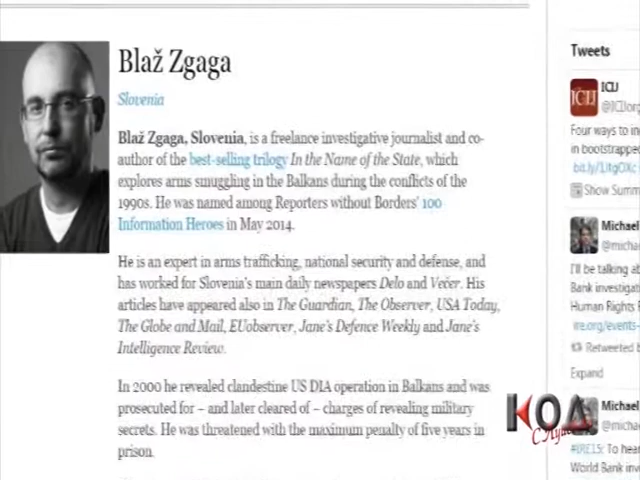 Blaž Zgaga
Slovenia
Blaž Zgaga, Slovenia, is a freelance investigative journalist and co-
author of the best-selling trilogy In the Name of the State, which
explores arms smuggling in the Balkans during the conflicts of the
1990s. He was named among Reporters without Borders' 100
Information Heroes in May 2014.
He is an expert in arms trafficking, national security and defense, and
has worked for Slovenia's main daily newspapers Delo and Večer. His
articles have appeared also in The Guardian, The Observer, USA Today,
The Globe and Mail, EUobserver, Jane's Defence Weekly and Jane's
Intelligence Review.
In 2000 he revealed clandestine US DIA operation in Balkans and was
prosecuted for – and later cleared of – charges of revealing military
secrets. He was threatened with the maximum penalty of five years in
prison.
Tweets
ICIJ
ICIJ
@ICIJorg
Four ways to
in bootstrapped
bit.ly/
Show Summ
Michael
@micha
I'll be talking
Bank investiga
Human Rights
ire.org/events-
Retweeted b
Expand
Michael
@micha
#IRE15: To hear
World Bank inv
КОД